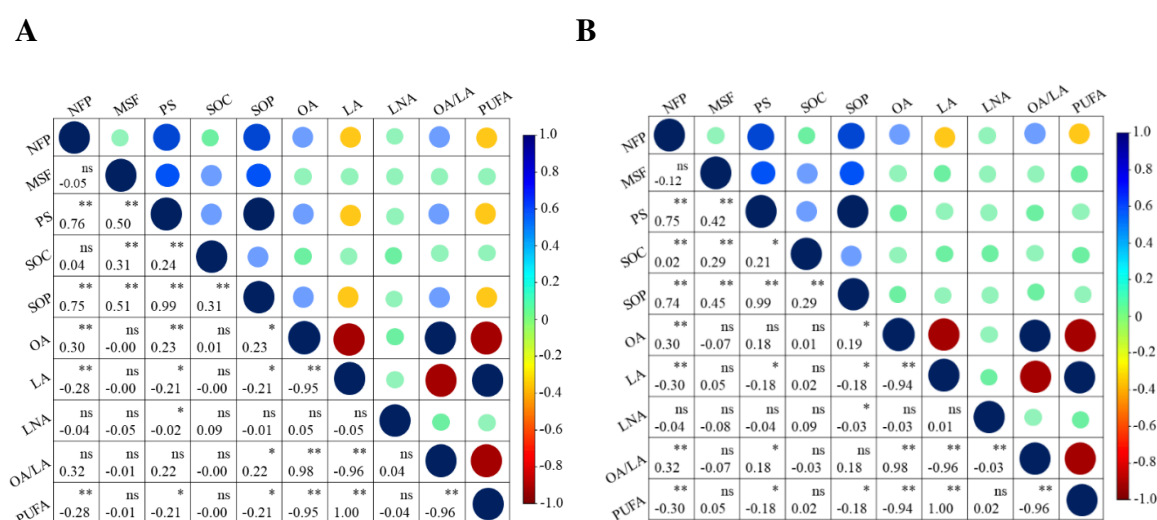 A
B
NFP MSF PS SOC SOP OA LA LNA OA/LA PUFA
NFP
MSF ns
-0.05
PS ** **
0.76 0.50
SOC ns ** **
0.04 0.31 0.24
SOP ** ** ** **
0.75 0.51 0.99 0.31
OA ** ns ** ns *
0.30 -0.00 0.23 0.01 0.23
LA ** ns * ns * **
-0.28 -0.00 -0.21 -0.00 -0.21 -0.95
LNA ns ns * ns ns ns ns
-0.04 -0.05 -0.02 0.09 -0.01 0.05 -0.05
OA/LA ns ns ns ns * ** ** ns
0.32 -0.01 0.22 -0.00 0.22 0.98 -0.96 0.04
PUFA ** ns * ns * ** ** ns **
-0.28 -0.01 -0.21 -0.00 -0.21 -0.95 1.00 -0.04 -0.96
1.0
0.8
0.6
0.4
0.2
0
-0.2
-0.4
-0.6
-0.8
-1.0
NFP MSF PS SOC SOP OA LA LNA OA/LA PUFA
NFP
MSF ns
-0.12
PS ** **
0.75 0.42
SOC ** ** *
0.02 0.29 0.21
SOP ** ** ** **
0.74 0.45 0.99 0.29
OA ** ns ns ns *
0.30 -0.07 0.18 0.01 0.19
LA ** ns * ns * **
-0.30 0.05 -0.18 0.02 -0.18 -0.94
LNA ns ns ns ns * ns ns
-0.04 -0.08 -0.04 0.09 -0.03 -0.03 0.01
OA/LA ** ns * ns ns ** ** **
0.32 -0.07 0.18 -0.03 0.18 0.98 -0.96 -0.03
PUFA ** ns * ns * ** ** ns **
-0.30 0.05 -0.18 0.02 -0.18 -0.94 1.00 0.02 -0.96
1.0
0.8
0.6
0.4
0.2
0
-0.2
-0.4
-0.6
-0.8
-1.0